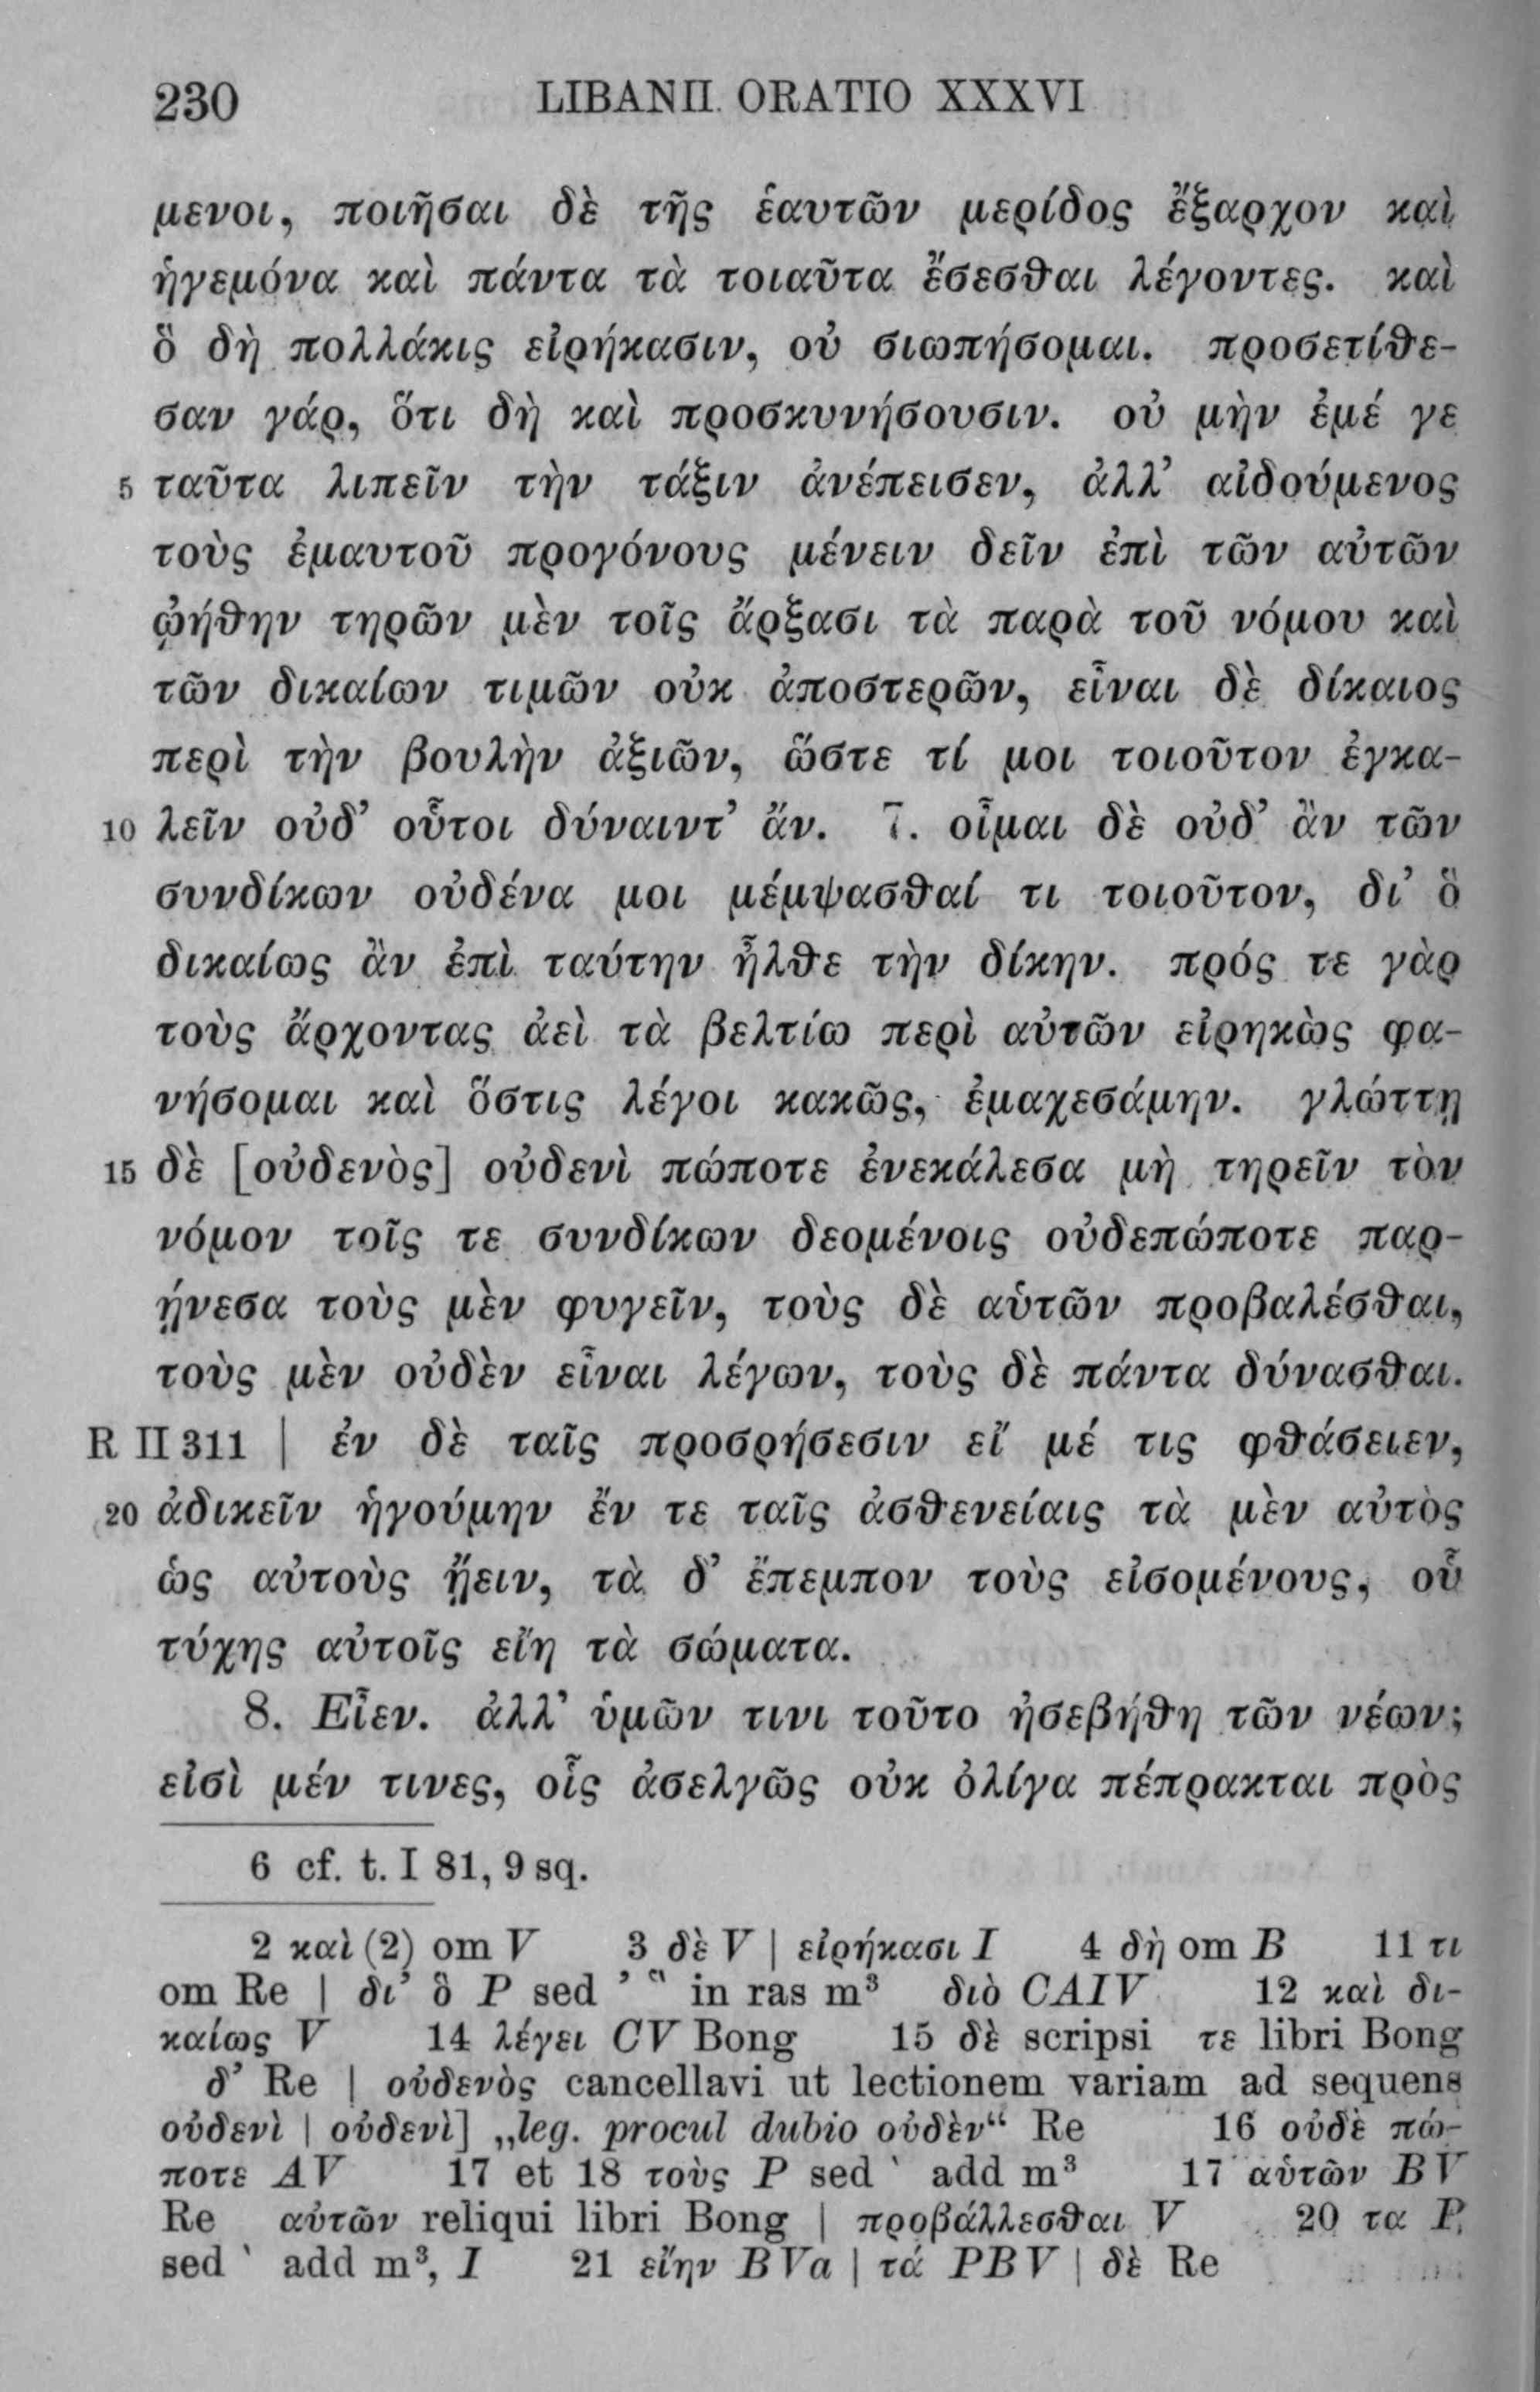 230 LIBANII ORATIO XXXVI
μενοι, ποιῆσαι δὲ τῆς ἑαυτῶν μερίδος ἔξαρχον καὶ
ἡγεμόνα καὶ πάντα τὰ τοιαῦτα ἔσεσθαι λέγοντες. καὶ
ὃ δὴ πολλάκις εἰρήκασιν, οὐ σιωπήσομαι. προσετίθε-
σαν γάρ, ὅτι δὴ καὶ προσκυνήσουσιν. οὐ μὴν ἐμέ γε
5 ταῦτα λιπεῖν τὴν τάξιν ἀνέπεισεν, ἀλλ’ αἰδούμενος
τοὺς ἐμαυτοῦ προγόνους μένειν δεῖν ἐπὶ τῶν αὐτῶν
ᾠήθην τηρῶν μὲν τοῖς ἄρξασι τὰ παρὰ τοῦ νόμου καὶ
τῶν δικαίων τιμῶν οὐκ ἀποστερῶν, εἶναι δὲ δίκαιος
περὶ τὴν βουλὴν ἀξιῶν, ὥστε τί μοι τοιοῦτον ἐγκα-
10 λεῖν οὐδ’ οὗτοι δύναιντ’ ἄν. 7. οἶμαι δὲ οὐδ’ ἂν τῶν
συνδίκων οὐδένα μοι μέμψασθαί τι τοιοῦτον, δι’ ὃ
δικαίως ἂν ἐπὶ ταύτην ἦλθε τὴν δίκην. πρός τε γὰρ
τοὺς ἄρχοντας ἀεὶ τὰ βελτίω περὶ αὐτῶν εἰρηκὼς φα-
νήσομαι καὶ ὅστις λέγοι κακῶς, ἐμαχεσάμην. γλώττῃ
15 δὲ [οὐδενὸς] οὐδενὶ πώποτε ἐνεκάλεσα μὴ τηρεῖν τὸν
νόμον τοῖς τε συνδίκων δεομένοις οὐδεπώποτε παρ-
ῄνεσα τοὺς μὲν φυγεῖν, τοὺς δὲ αὑτῶν προβαλέσθαι,
τοὺς μὲν οὐδὲν εἶναι λέγων, τοὺς δὲ πάντα δύνασθαι.
R II 311 | ἐν δὲ ταῖς προσρήσεσιν εἴ μέ τις φθάσειεν,
20 ἀδικεῖν ἡγούμην ἔν τε ταῖς ἀσθενείαις τὰ μὲν αὐτὸς
ὡς αὐτοὺς ᾔειν, τὰ δ’ ἔπεμπον τοὺς εἰσομένους, οὗ
τύχης αὐτοῖς εἴη τὰ σώματα.
8. Εἶεν. ἀλλ’ ὑμῶν τινι τοῦτο ἠσεβήθη τῶν νέων;
εἰσὶ μέν τινες, οἷς ἀσελγῶς οὐκ ὀλίγα πέπρακται πρὸς
6 cf. t. I 81, 9 sq.
2 καὶ (2) om V 3 δὲ V | εἰρήκασι I 4 δὴ om B 11 τι
om Re | δι’ ὃ P sed ’ “ in ras m³ διὸ CAIV 12 καὶ δι-
καίως V 14 λέγει CV Bong 15 δὲ scripsi τε libri Bong
δ’ Re | οὐδενὸς cancellavi ut lectionem variam ad sequens
οὐδενὶ | οὐδενὶ] „leg. procul dubio οὐδὲν“ Re 16 οὐδὲ πώ-
ποτε AV 17 et 18 τοὺς P sed ` add m³ 17 αὑτῶν BV
Re αὐτῶν reliqui libri Bong | προβάλλεσθαι V 20 τα P,
sed ` add m³, I 21 εἴην BVa | τά PBV | δὲ Re